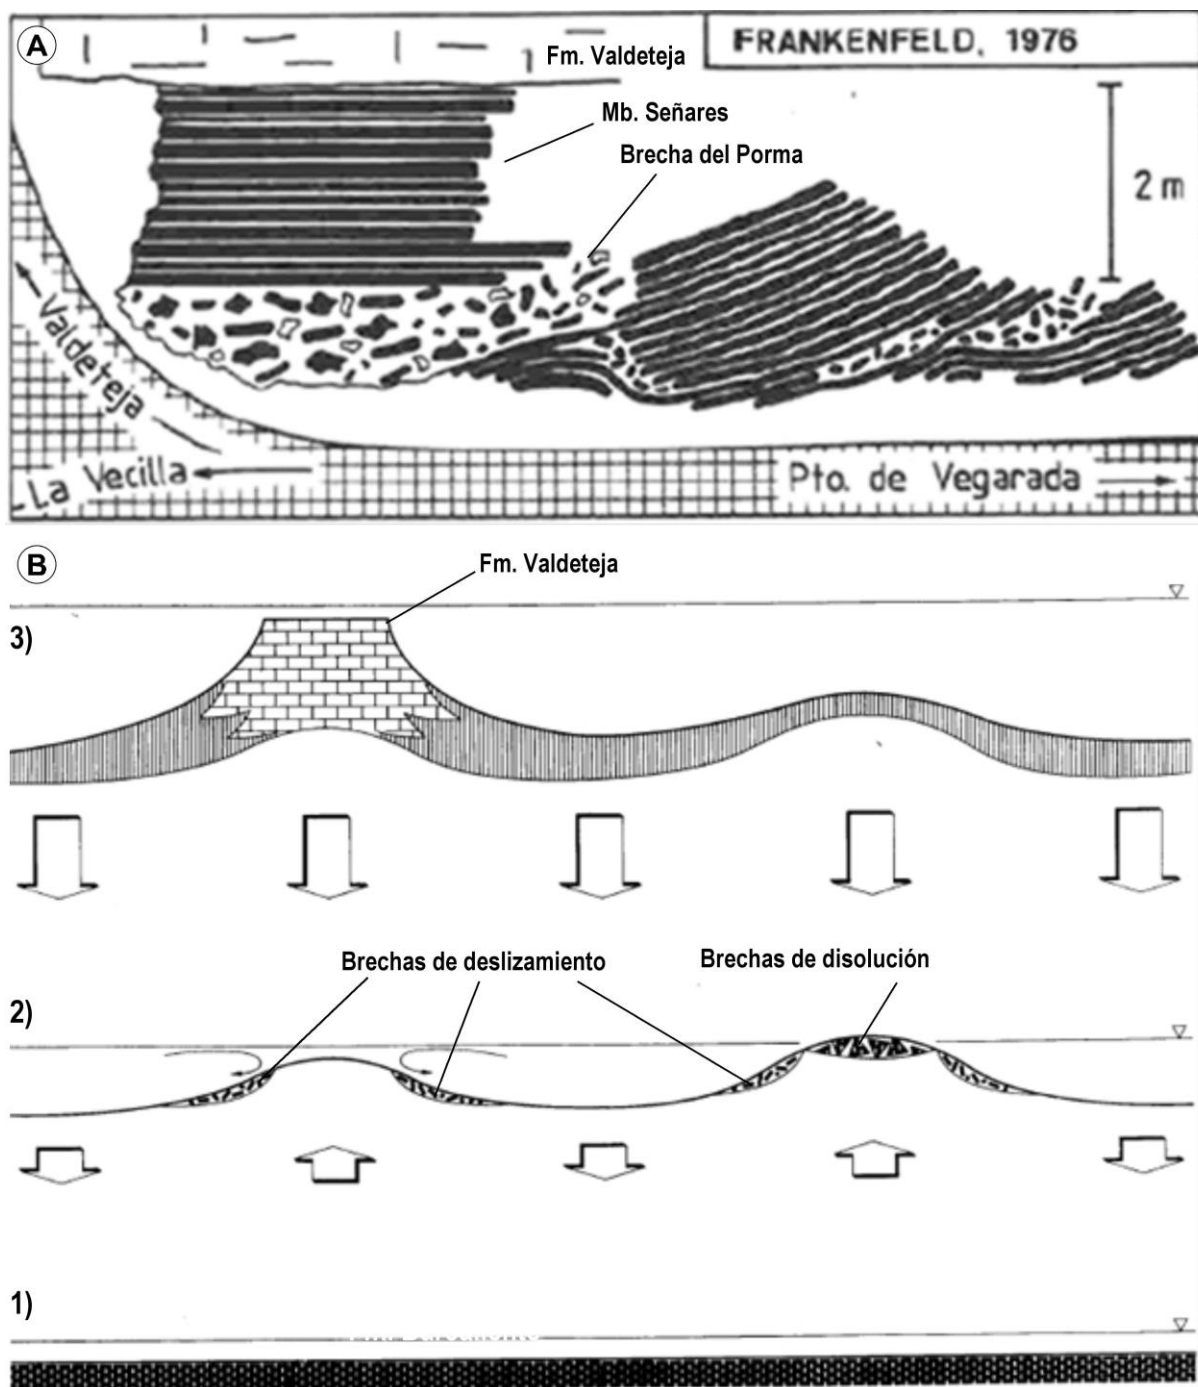 A
FRANKENFELD, 1976
Fm. Valdeteja
Mb. Señares
Brecha del Porma
2 m
Valdeteja
La Vecilla
Pto. de Vegarada
B
Fm. Valdeteja
3)
Brechas de deslizamiento
Brechas de disolución
2)
1)